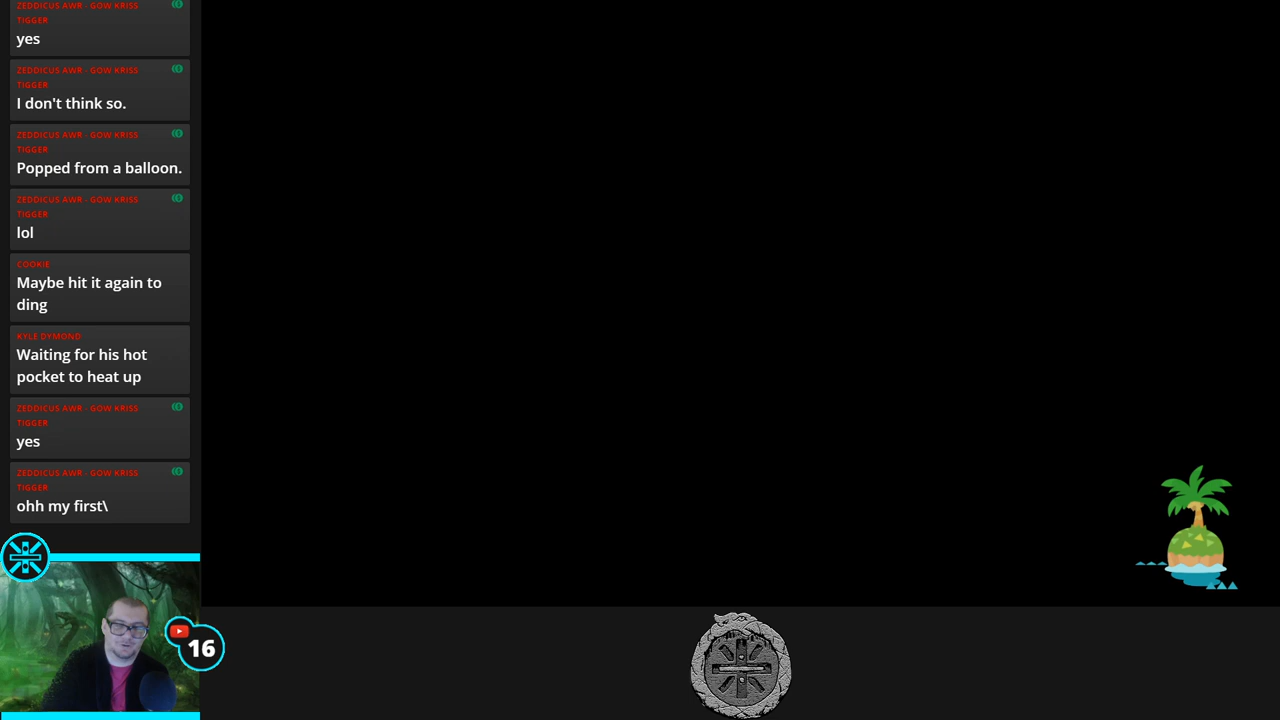 ZEDDICUS AWR - GOW KRISS
TIGGER
yes
ZEDDICUS AWR - GOW KRISS
TIGGER
I don't think so.
ZEDDICUS AWR - GOW KRISS
TIGGER
Popped from a balloon.
ZEDDICUS AWR - GOW KRISS
TIGGER
lol
COOKIE
Maybe hit it again to
ding
KYLE DYMOND
Waiting for his hot
pocket to heat up
ZEDDICUS AWR - GOW KRISS
TIGGER
yes
ZEDDICUS AWR - GOW KRISS
TIGGER
ohh my first\
16